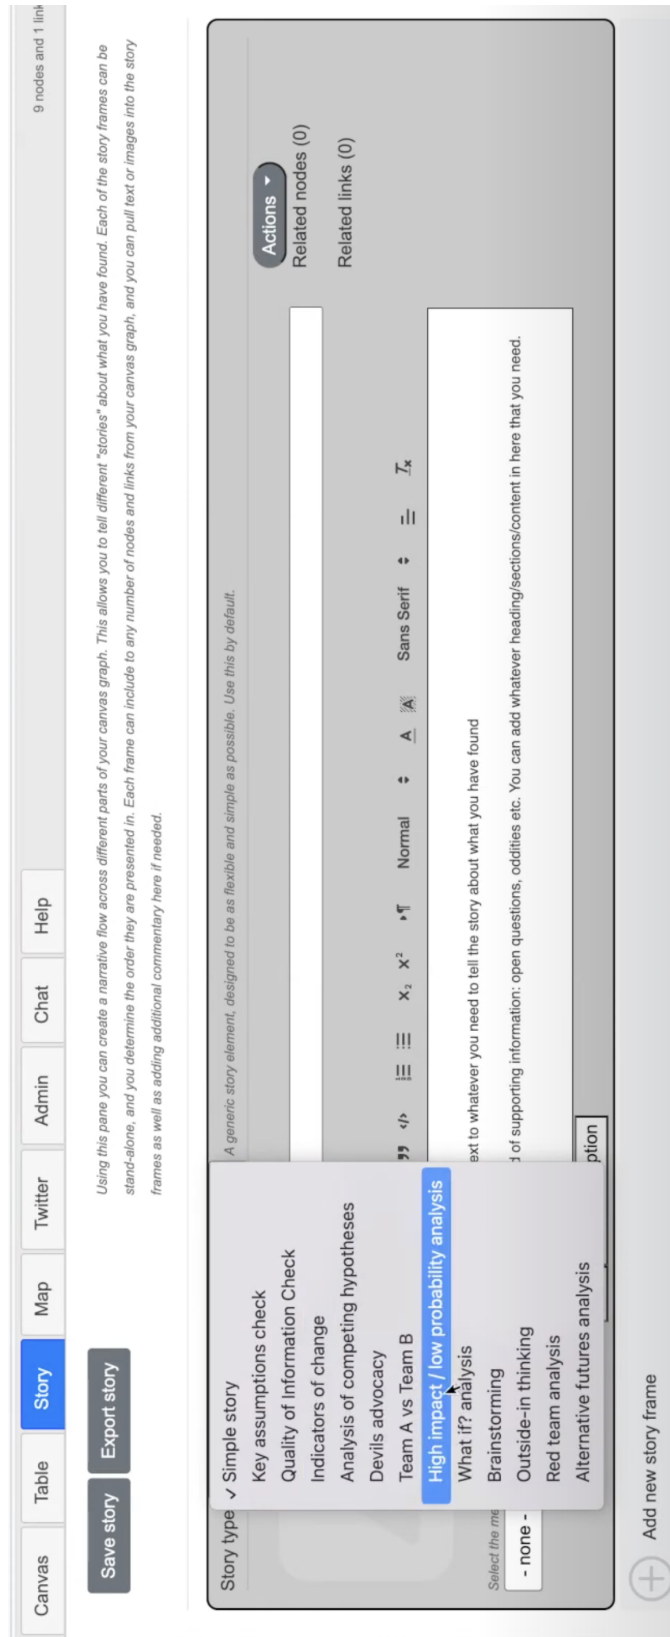 Canvas
Table
Story
Map
Twitter
Admin
Chat
Help
9 nodes and 1 link
Save story
Export story
Using this pane you can create a narrative flow across different parts of your canvas graph. This allows you to tell different "stories" about what you have found. Each of the story frames can be
stand-alone, and you determine the order they are presented in. Each frame can include to any number of nodes and links from your canvas graph, and you can pull text or images into the story
frames as well as adding additional commentary here if needed.
Story type
✓ Simple story
Key assumptions check
Quality of Information Check
Indicators of change
Analysis of competing hypotheses
Devils advocacy
Team A vs Team B
High impact / low probability analysis
What if? analysis
Brainstorming
Outside-in thinking
Red team analysis
Alternative futures analysis
A generic story element, designed to be as flexible and simple as possible. Use this by default.
Actions
Related nodes (0)
Related links (0)
Normal
Sans Serif
ext to whatever you need to tell the story about what you have found
d of supporting information: open questions, oddities etc. You can add whatever heading/sections/content in here that you need.
Select the me
- none -
ption
Add new story frame